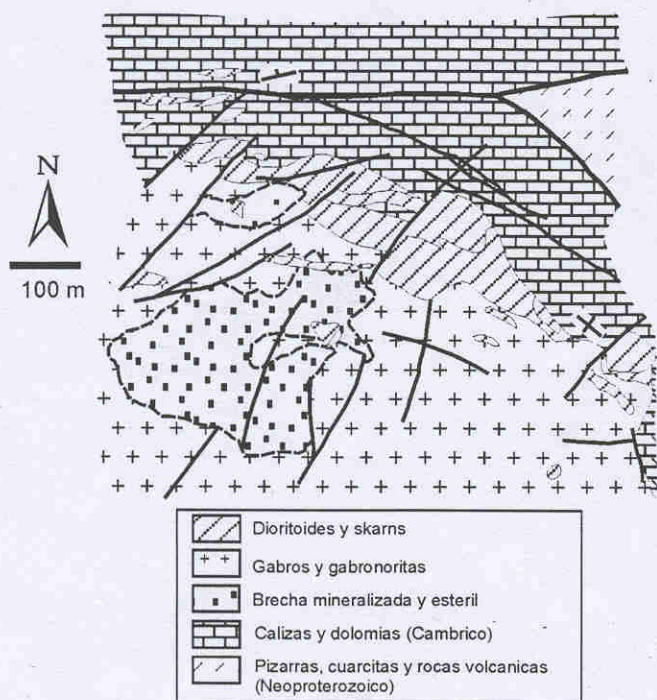 N
100 m
Dioritoides y skarns
Gabros y gabronoritas
Brecha mineralizada y esteril
Calizas y dolomias (Cambrico)
Pizarras, cuarcitas y rocas volcanicas
(Neoproterozoico)